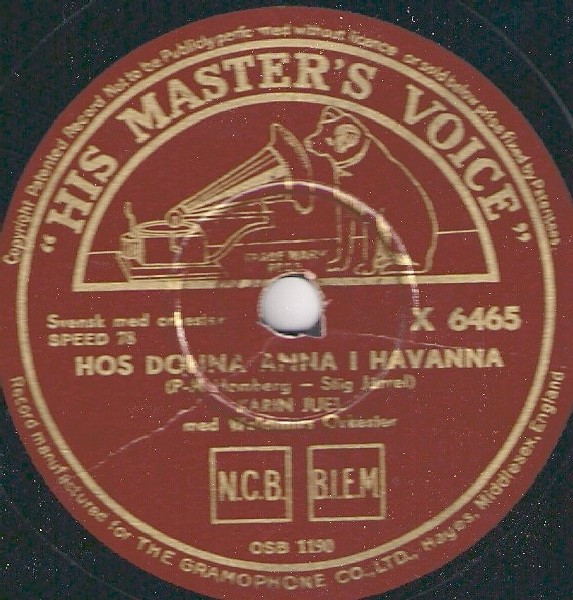 Copyright Patented Record Not to be Publicly performed without licence or sold below price fixed by Patentees.
"HIS MASTER'S VOICE"
TRADE MARK
Svensk med orkester
SPEED 78
X 6465
HOS DONNA ANNA I HAVANNA
Stig Järrel)
KARIN JUEL
med Orkester
N.C.B.
B.I.E.M
OSB 1190
Record manufactured for THE GRAMOPHONE CO., LTD., Hayes, Middlesex, England.